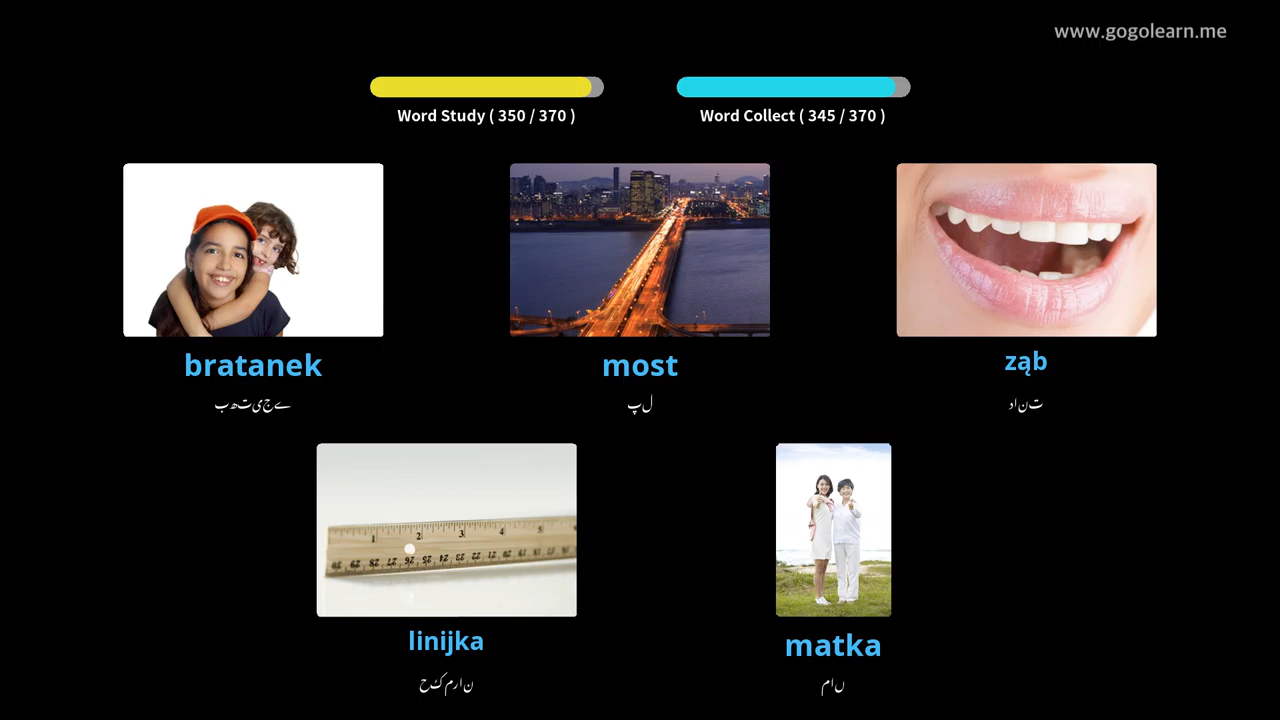 www.gogolearn.me
Word Study ( 350 / 370 )
Word Collect ( 345 / 370 )
bratanek
most
ząb
بھتیجے
پل
دانت
linijka
matka
حکمران
ماں